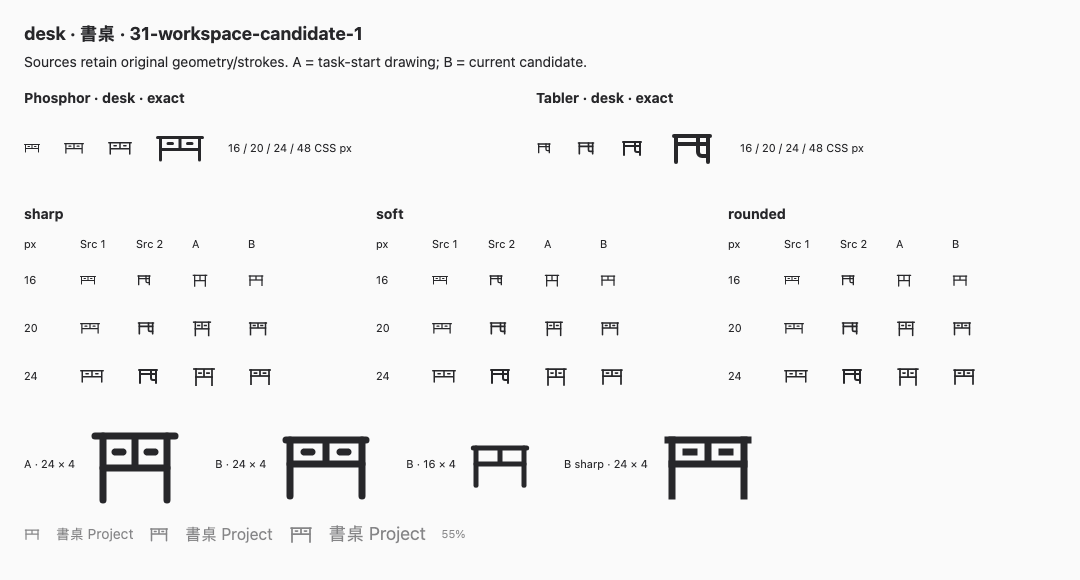 desk · 書桌 · 31-workspace-candidate-1
Sources retain original geometry/strokes. A = task-start drawing; B = current candidate.
Phosphor · desk · exact
Tabler · desk · exact
16 / 20 / 24 / 48 CSS px
16 / 20 / 24 / 48 CSS px
sharp
soft
rounded
px Src 1 Src 2 A B
px Src 1 Src 2 A B
px Src 1 Src 2 A B
16
16
16
20
20
20
24
24
24
A · 24 × 4
B · 24 × 4
B · 16 × 4
B sharp · 24 × 4
書桌 Project
書桌 Project
書桌 Project
55%